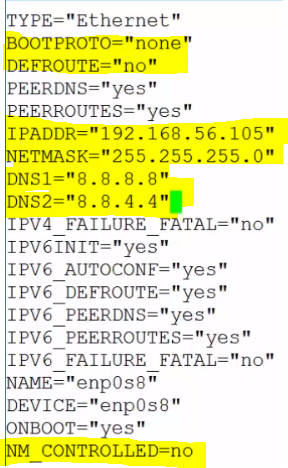 TYPE="Ethernet"
BOOTPROTO="none"
DEFROUTE="no"
PEERDNS="yes"
PEERROUTES="yes"
IPADDR="192.168.56.105"
NETMASK="255.255.255.0"
DNS1="8.8.8.8"
DNS2="8.8.4.4"
IPV4_FAILURE_FATAL="no"
IPV6INIT="yes"
IPV6_AUTOCONF="yes"
IPV6_DEFROUTE="yes"
IPV6_PEERDNS="yes"
IPV6_PEERROUTES="yes"
IPV6_FAILURE_FATAL="no"
NAME="enp0s8"
DEVICE="enp0s8"
ONBOOT="yes"
NM_CONTROLLED=no